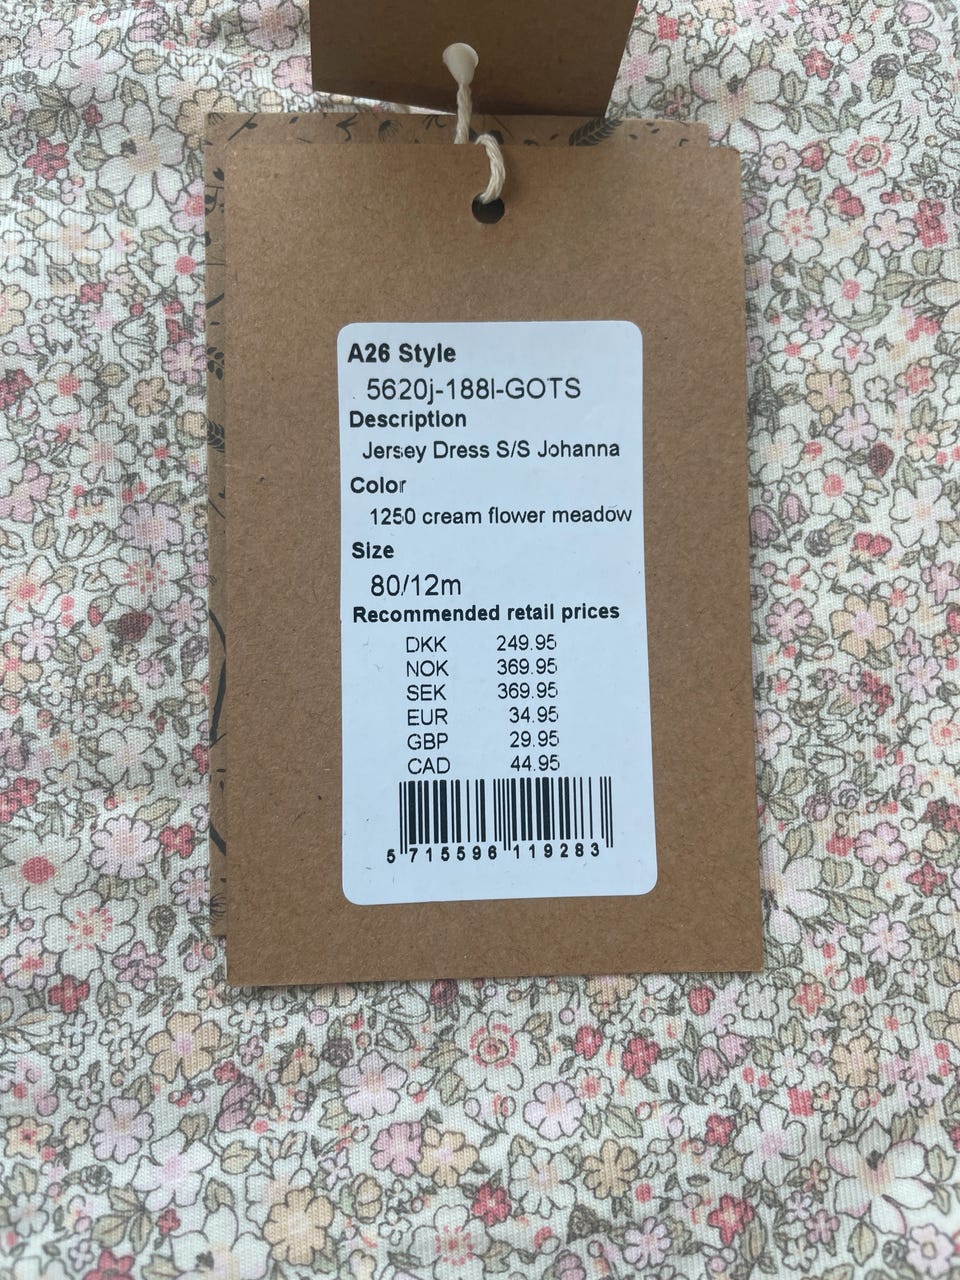 A26 Style
5620j-188l-GOTS
Description
Jersey Dress S/S Johanna
Color
1250 cream flower meadow
Size
80/12m
Recommended retail prices
DKK 249.95
NOK 369.95
SEK 369.95
EUR 34.95
GBP 29.95
CAD 44.95
5 715596 119283